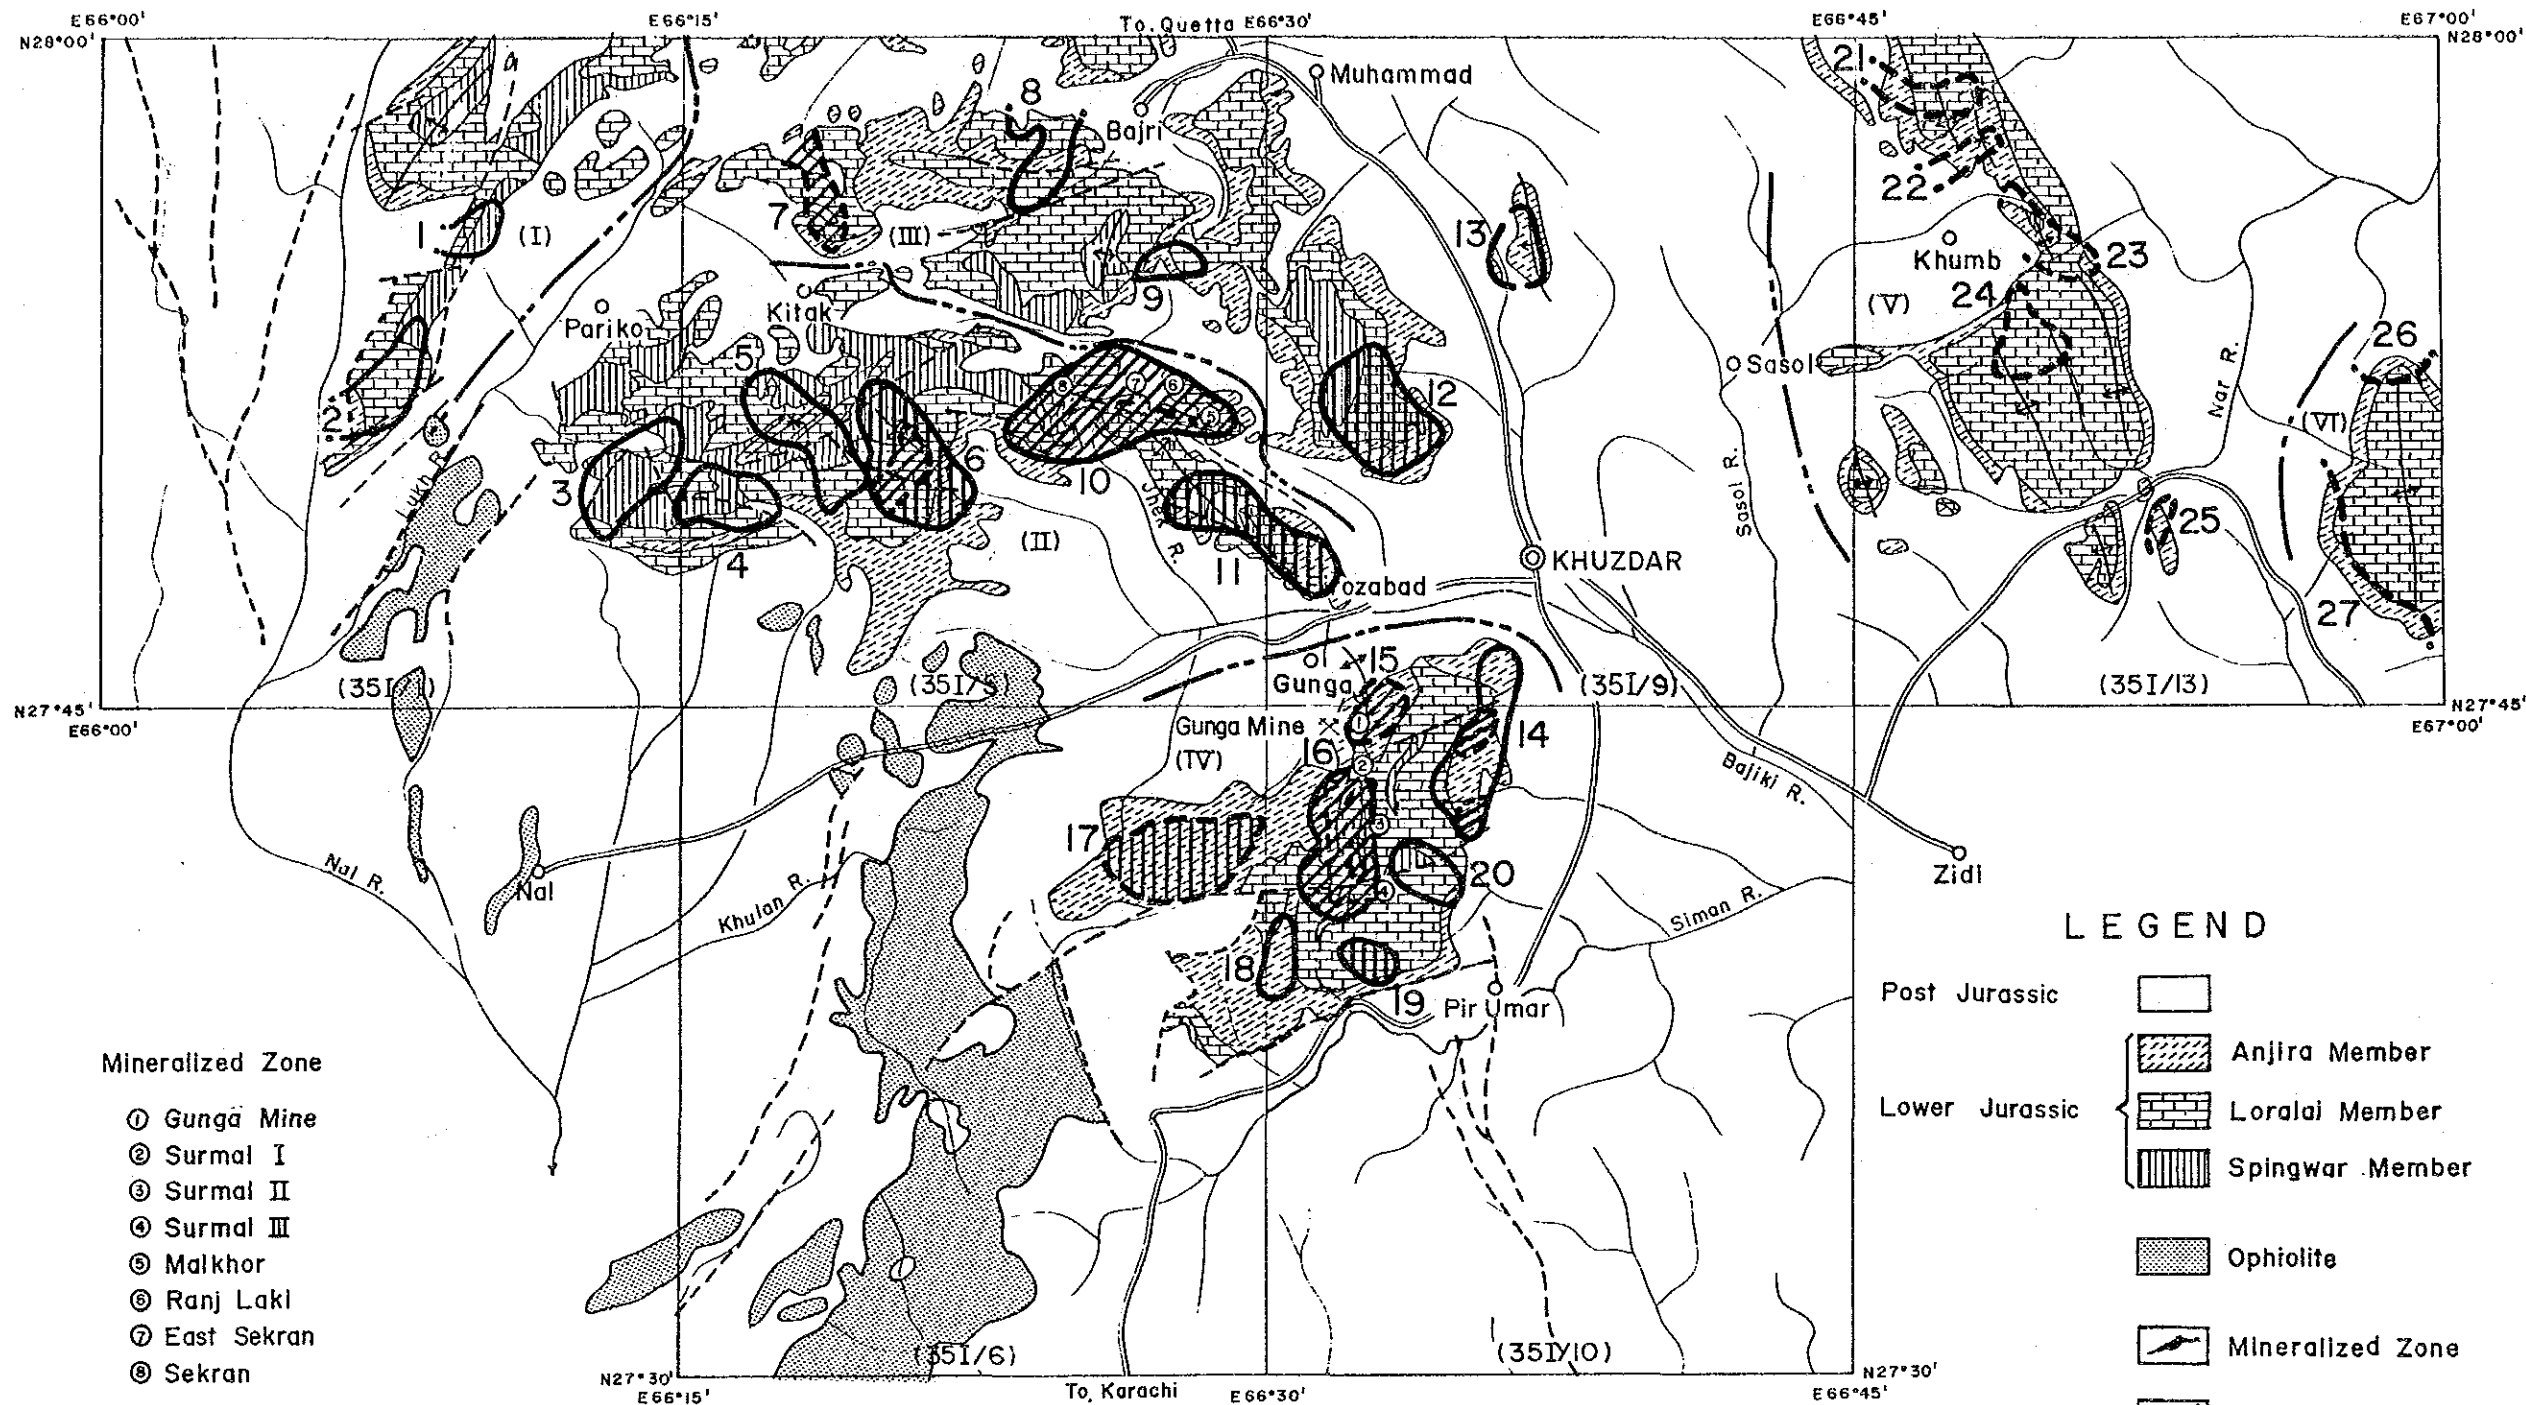 E66°00' E66°15' To. Quetta E66°30' E66°45' E67°00'
N28°00' N28°00'
Muhammad
Bajri
8
21
22
7
1
(I)
(III)
13
Khumb
23
9
24
(V)
Pariko
Kitak
26
5
Sasol
Nar R.
2
⑧ ⑦ ⑥ ⑤
12
(VI)
3
6
10
Sasol R.
25
4
(II)
11
KHUZDAR
27
15
Gunga
(35I/9)
(35I/13)
N27°45' N27°45'
E66°00' E67°00'
Gunga Mine ①
14
16
(IV)
②
Bajiki R.
17
③
Nal R.
Nal
Khulan R.
④
20
Zidi
Siman R.
18
19
Pir Umar
(35I/6)
(35I/10)
N27°30' N27°30'
E66°15' To. Karachi E66°30' E66°45'
Mineralized Zone
① Gunga Mine
② Surmal I
③ Surmal II
④ Surmal III
⑤ Malkhor
⑥ Ranj Laki
⑦ East Sekran
⑧ Sekran
LEGEND
Post Jurassic
Anjira Member
Lower Jurassic
Loralai Member
Spingwar Member
Ophiolite
Mineralized Zone